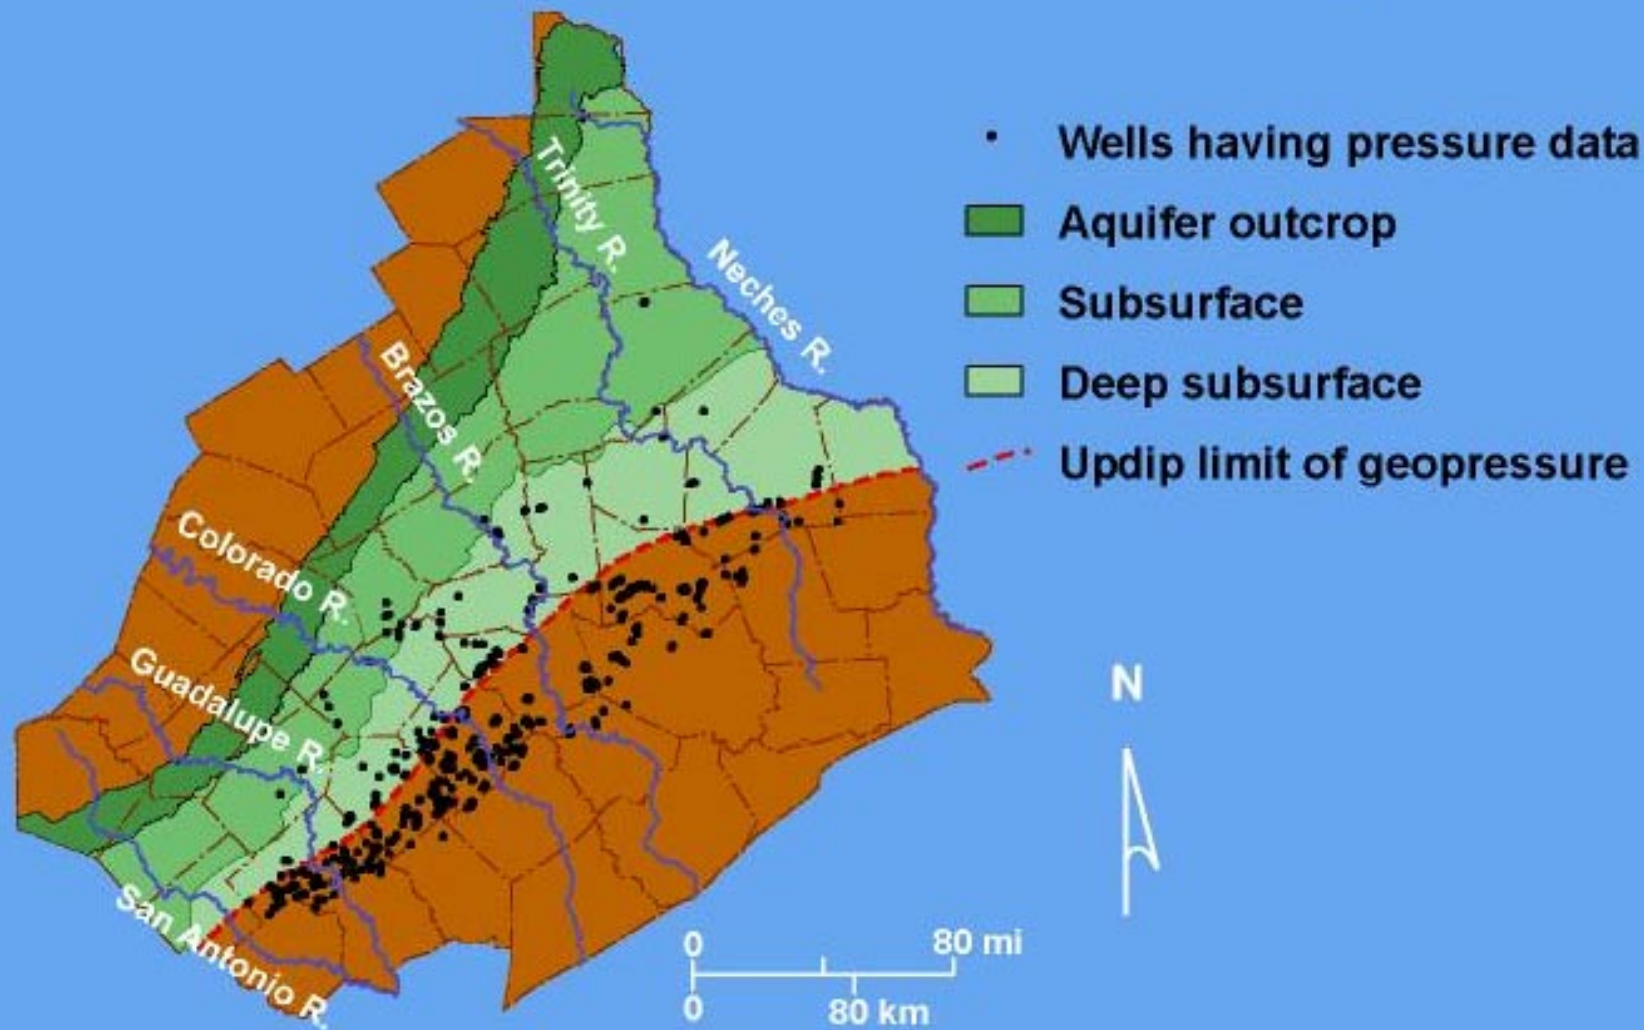 Wells having pressure data
Aquifer outcrop
Subsurface
Deep subsurface
Updip limit of geopressure
Trinity R.
Neches R.
Brazos R.
Colorado R.
Guadalupe R.
San Antonio R.
N
0 80 mi
0 80 km